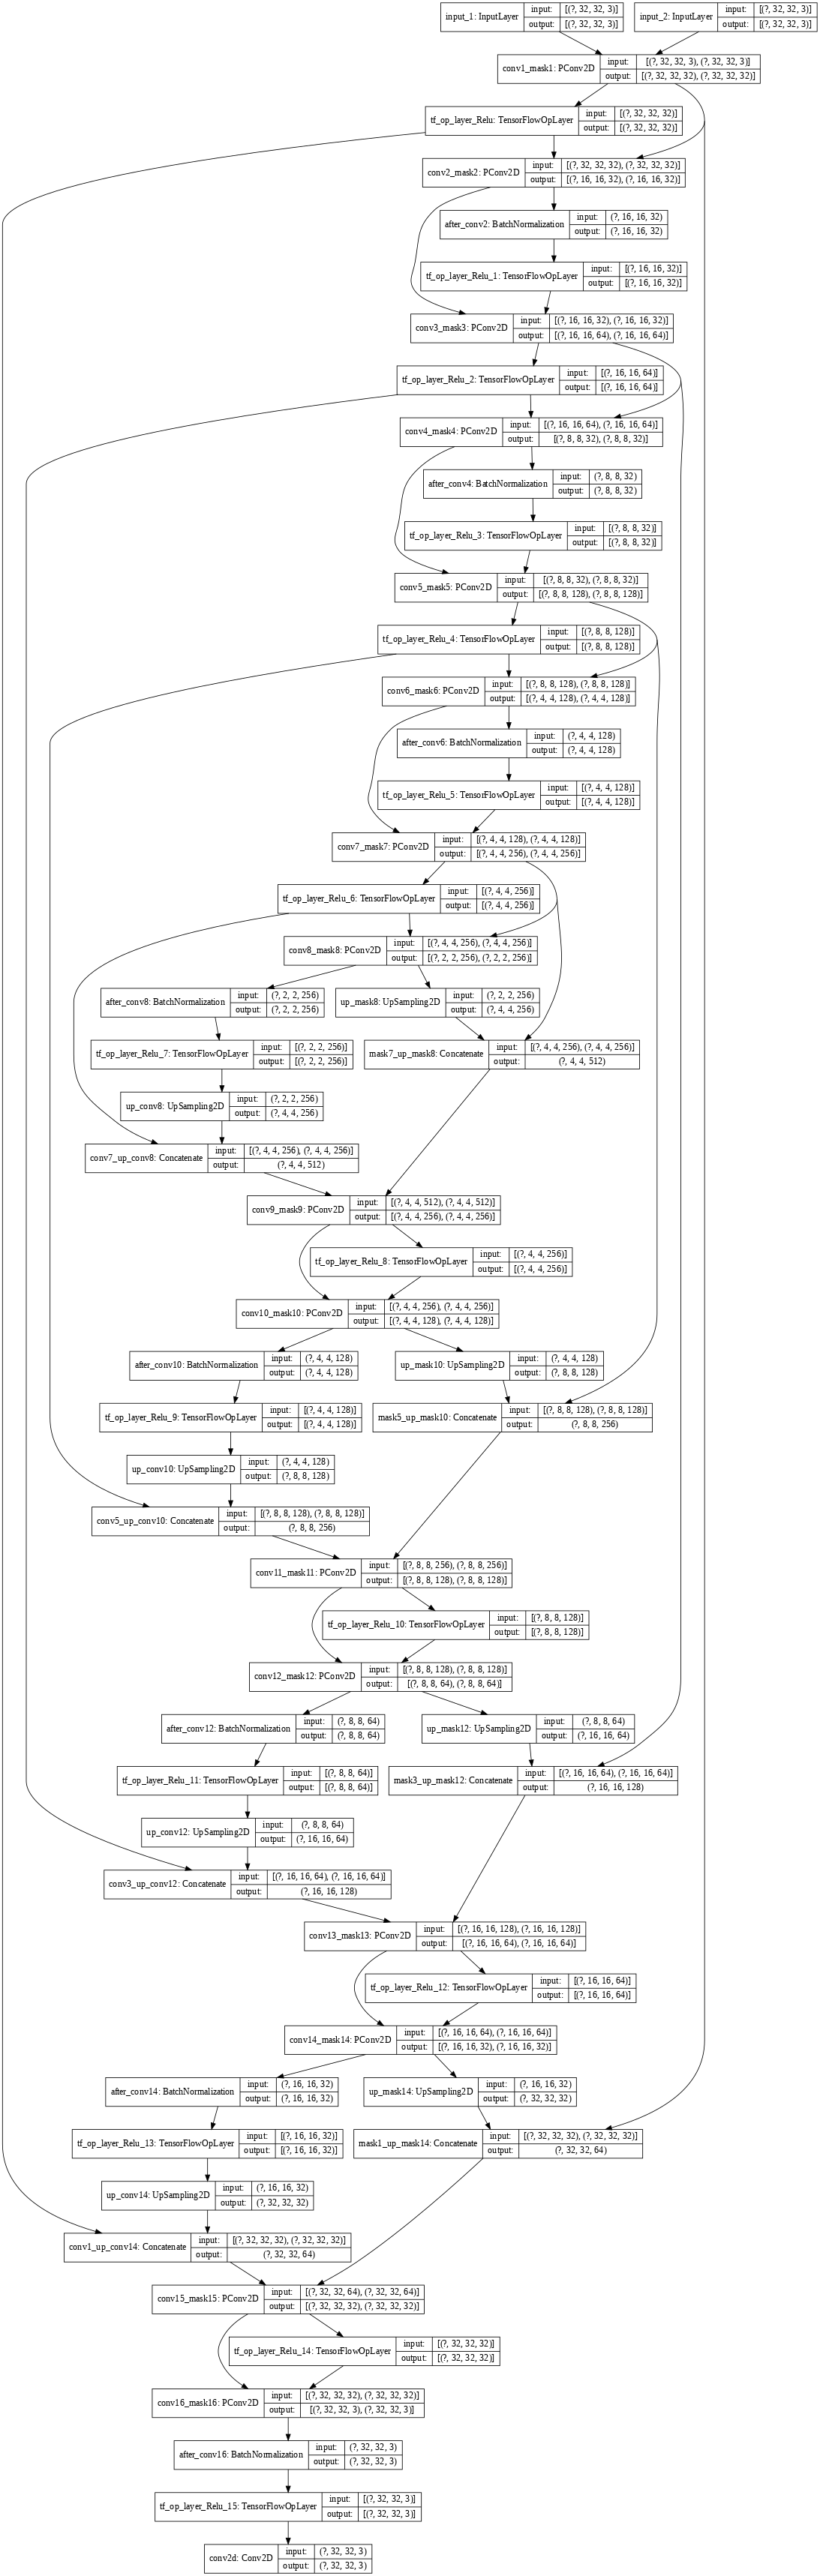 input_1: InputLayer input: [(?, 32, 32, 3)]
output: [(?, 32, 32, 3)]
input_2: InputLayer input: [(?, 32, 32, 3)]
output: [(?, 32, 32, 3)]
conv1_mask1: PConv2D input: [(?, 32, 32, 3), (?, 32, 32, 3)]
output: [(?, 32, 32, 32), (?, 32, 32, 32)]
tf_op_layer_Relu: TensorFlowOpLayer input: [(?, 32, 32, 32)]
output: [(?, 32, 32, 32)]
conv2_mask2: PConv2D input: [(?, 32, 32, 32), (?, 32, 32, 32)]
output: [(?, 16, 16, 32), (?, 16, 16, 32)]
after_conv2: BatchNormalization input: (?, 16, 16, 32)
output: (?, 16, 16, 32)
tf_op_layer_Relu_1: TensorFlowOpLayer input: [(?, 16, 16, 32)]
output: [(?, 16, 16, 32)]
conv3_mask3: PConv2D input: [(?, 16, 16, 32), (?, 16, 16, 32)]
output: [(?, 16, 16, 64), (?, 16, 16, 64)]
tf_op_layer_Relu_2: TensorFlowOpLayer input: [(?, 16, 16, 64)]
output: [(?, 16, 16, 64)]
conv4_mask4: PConv2D input: [(?, 16, 16, 64), (?, 16, 16, 64)]
output: [(?, 8, 8, 32), (?, 8, 8, 32)]
after_conv4: BatchNormalization input: (?, 8, 8, 32)
output: (?, 8, 8, 32)
tf_op_layer_Relu_3: TensorFlowOpLayer input: [(?, 8, 8, 32)]
output: [(?, 8, 8, 32)]
conv5_mask5: PConv2D input: [(?, 8, 8, 32), (?, 8, 8, 32)]
output: [(?, 8, 8, 128), (?, 8, 8, 128)]
tf_op_layer_Relu_4: TensorFlowOpLayer input: [(?, 8, 8, 128)]
output: [(?, 8, 8, 128)]
conv6_mask6: PConv2D input: [(?, 8, 8, 128), (?, 8, 8, 128)]
output: [(?, 4, 4, 128), (?, 4, 4, 128)]
after_conv6: BatchNormalization input: (?, 4, 4, 128)
output: (?, 4, 4, 128)
tf_op_layer_Relu_5: TensorFlowOpLayer input: [(?, 4, 4, 128)]
output: [(?, 4, 4, 128)]
conv7_mask7: PConv2D input: [(?, 4, 4, 128), (?, 4, 4, 128)]
output: [(?, 4, 4, 256), (?, 4, 4, 256)]
tf_op_layer_Relu_6: TensorFlowOpLayer input: [(?, 4, 4, 256)]
output: [(?, 4, 4, 256)]
conv8_mask8: PConv2D input: [(?, 4, 4, 256), (?, 4, 4, 256)]
output: [(?, 2, 2, 256), (?, 2, 2, 256)]
after_conv8: BatchNormalization input: (?, 2, 2, 256)
output: (?, 2, 2, 256)
up_mask8: UpSampling2D input: (?, 2, 2, 256)
output: (?, 4, 4, 256)
tf_op_layer_Relu_7: TensorFlowOpLayer input: [(?, 2, 2, 256)]
output: [(?, 2, 2, 256)]
mask7_up_mask8: Concatenate input: [(?, 4, 4, 256), (?, 4, 4, 256)]
output: (?, 4, 4, 512)
up_conv8: UpSampling2D input: (?, 2, 2, 256)
output: (?, 4, 4, 256)
conv7_up_conv8: Concatenate input: [(?, 4, 4, 256), (?, 4, 4, 256)]
output: (?, 4, 4, 512)
conv9_mask9: PConv2D input: [(?, 4, 4, 512), (?, 4, 4, 512)]
output: [(?, 4, 4, 256), (?, 4, 4, 256)]
tf_op_layer_Relu_8: TensorFlowOpLayer input: [(?, 4, 4, 256)]
output: [(?, 4, 4, 256)]
conv10_mask10: PConv2D input: [(?, 4, 4, 256), (?, 4, 4, 256)]
output: [(?, 4, 4, 128), (?, 4, 4, 128)]
after_conv10: BatchNormalization input: (?, 4, 4, 128)
output: (?, 4, 4, 128)
up_mask10: UpSampling2D input: (?, 4, 4, 128)
output: (?, 8, 8, 128)
tf_op_layer_Relu_9: TensorFlowOpLayer input: [(?, 4, 4, 128)]
output: [(?, 4, 4, 128)]
mask5_up_mask10: Concatenate input: [(?, 8, 8, 128), (?, 8, 8, 128)]
output: (?, 8, 8, 256)
up_conv10: UpSampling2D input: (?, 4, 4, 128)
output: (?, 8, 8, 128)
conv5_up_conv10: Concatenate input: [(?, 8, 8, 128), (?, 8, 8, 128)]
output: (?, 8, 8, 256)
conv11_mask11: PConv2D input: [(?, 8, 8, 256), (?, 8, 8, 256)]
output: [(?, 8, 8, 128), (?, 8, 8, 128)]
tf_op_layer_Relu_10: TensorFlowOpLayer input: [(?, 8, 8, 128)]
output: [(?, 8, 8, 128)]
conv12_mask12: PConv2D input: [(?, 8, 8, 128), (?, 8, 8, 128)]
output: [(?, 8, 8, 64), (?, 8, 8, 64)]
after_conv12: BatchNormalization input: (?, 8, 8, 64)
output: (?, 8, 8, 64)
up_mask12: UpSampling2D input: (?, 8, 8, 64)
output: (?, 16, 16, 64)
tf_op_layer_Relu_11: TensorFlowOpLayer input: [(?, 8, 8, 64)]
output: [(?, 8, 8, 64)]
mask3_up_mask12: Concatenate input: [(?, 16, 16, 64), (?, 16, 16, 64)]
output: (?, 16, 16, 128)
up_conv12: UpSampling2D input: (?, 8, 8, 64)
output: (?, 16, 16, 64)
conv3_up_conv12: Concatenate input: [(?, 16, 16, 64), (?, 16, 16, 64)]
output: (?, 16, 16, 128)
conv13_mask13: PConv2D input: [(?, 16, 16, 128), (?, 16, 16, 128)]
output: [(?, 16, 16, 64), (?, 16, 16, 64)]
tf_op_layer_Relu_12: TensorFlowOpLayer input: [(?, 16, 16, 64)]
output: [(?, 16, 16, 64)]
conv14_mask14: PConv2D input: [(?, 16, 16, 64), (?, 16, 16, 64)]
output: [(?, 16, 16, 32), (?, 16, 16, 32)]
after_conv14: BatchNormalization input: (?, 16, 16, 32)
output: (?, 16, 16, 32)
up_mask14: UpSampling2D input: (?, 16, 16, 32)
output: (?, 32, 32, 32)
tf_op_layer_Relu_13: TensorFlowOpLayer input: [(?, 16, 16, 32)]
output: [(?, 16, 16, 32)]
mask1_up_mask14: Concatenate input: [(?, 32, 32, 32), (?, 32, 32, 32)]
output: (?, 32, 32, 64)
up_conv14: UpSampling2D input: (?, 16, 16, 32)
output: (?, 32, 32, 32)
conv1_up_conv14: Concatenate input: [(?, 32, 32, 32), (?, 32, 32, 32)]
output: (?, 32, 32, 64)
conv15_mask15: PConv2D input: [(?, 32, 32, 64), (?, 32, 32, 64)]
output: [(?, 32, 32, 32), (?, 32, 32, 32)]
tf_op_layer_Relu_14: TensorFlowOpLayer input: [(?, 32, 32, 32)]
output: [(?, 32, 32, 32)]
conv16_mask16: PConv2D input: [(?, 32, 32, 32), (?, 32, 32, 32)]
output: [(?, 32, 32, 3), (?, 32, 32, 3)]
after_conv16: BatchNormalization input: (?, 32, 32, 3)
output: (?, 32, 32, 3)
tf_op_layer_Relu_15: TensorFlowOpLayer input: [(?, 32, 32, 3)]
output: [(?, 32, 32, 3)]
conv2d: Conv2D input: (?, 32, 32, 3)
output: (?, 32, 32, 3)